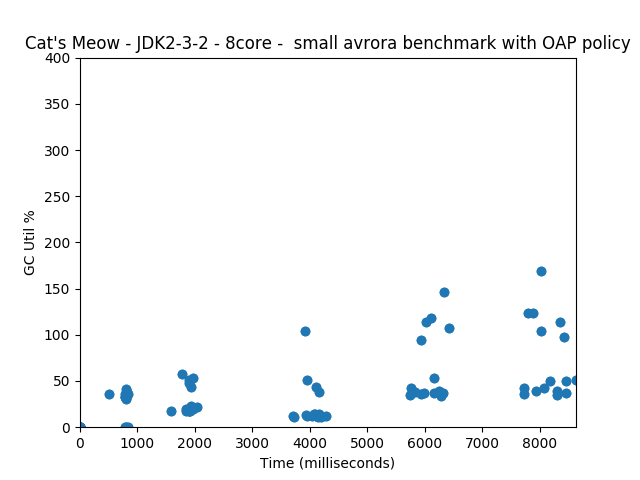 Cat's Meow - JDK2-3-2 - 8core -  small avrora benchmark with OAP policy
400
350
300
250
200
150
100
50
0
GC Util %
0 1000 2000 3000 4000 5000 6000 7000 8000
Time (milliseconds)